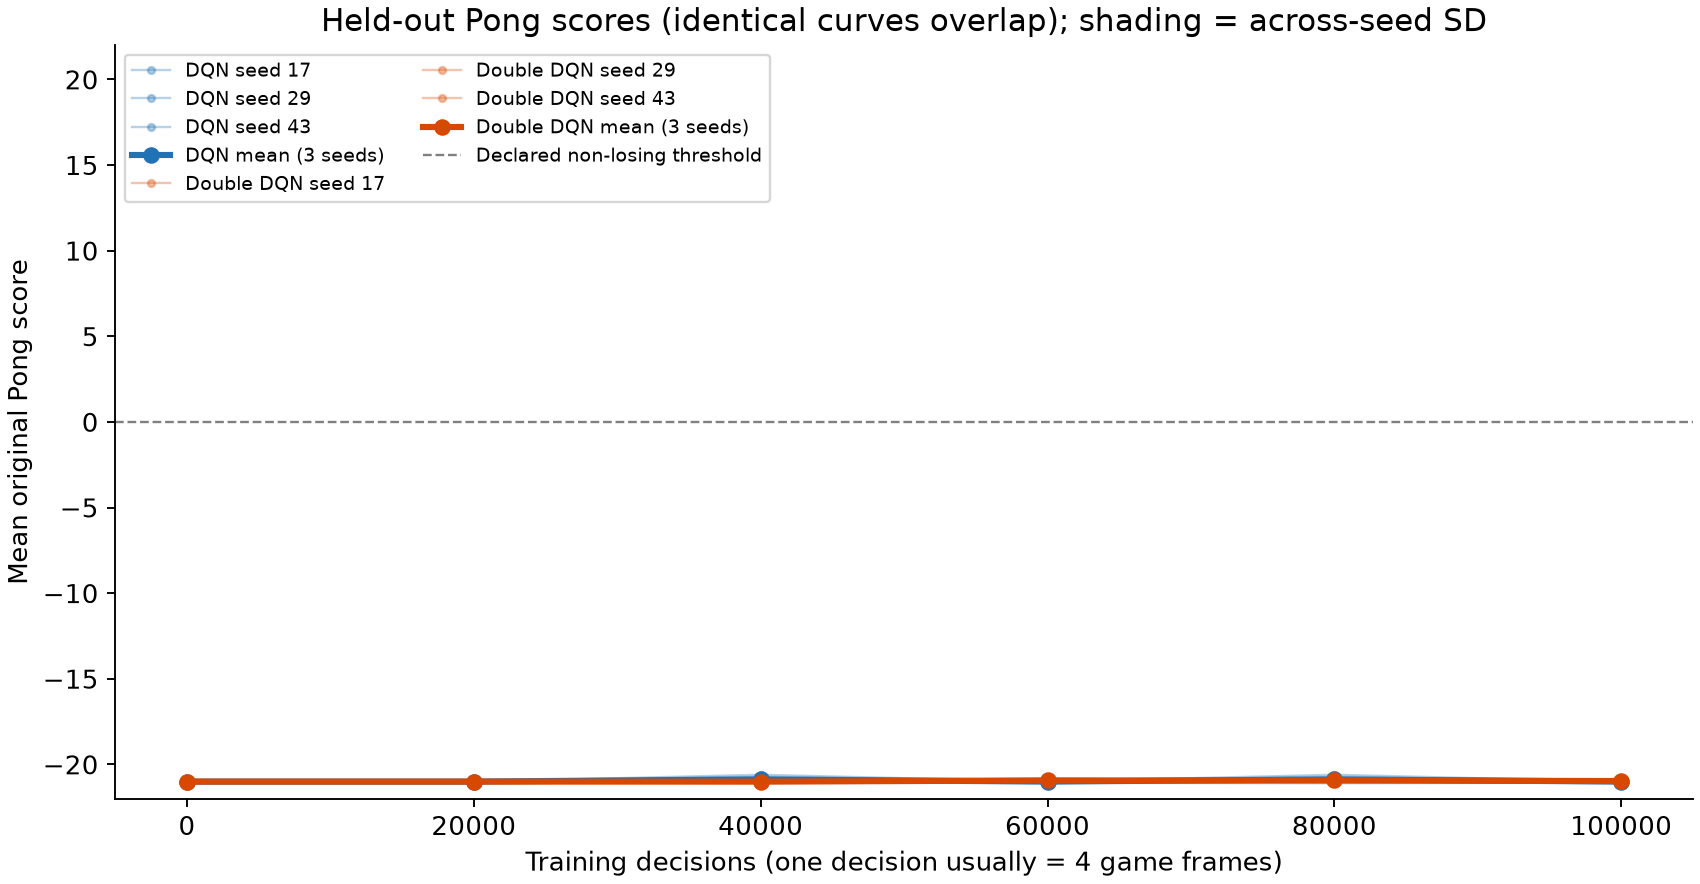 Held-out Pong scores (identical curves overlap); shading = across-seed SD
DQN seed 17
DQN seed 29
DQN seed 43
DQN mean (3 seeds)
Double DQN seed 17
Double DQN seed 29
Double DQN seed 43
Double DQN mean (3 seeds)
Declared non-losing threshold
Mean original Pong score
20
15
10
5
0
−5
−10
−15
−20
0
20000
40000
60000
80000
100000
Training decisions (one decision usually = 4 game frames)